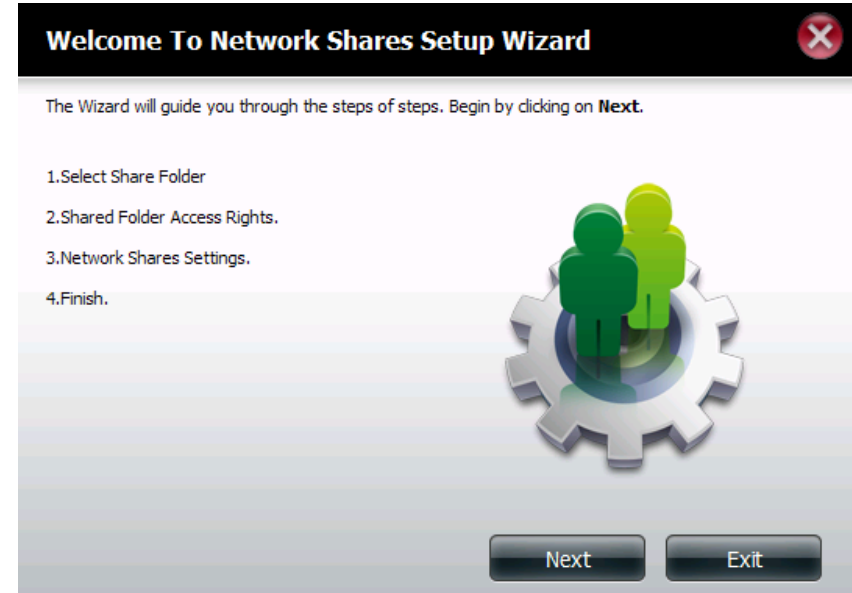 Welcome To Network Shares Setup Wizard
The Wizard will guide you through the steps of steps. Begin by clicking on Next.
1.Select Share Folder
2.Shared Folder Access Rights.
3.Network Shares Settings.
4.Finish.
Next Exit